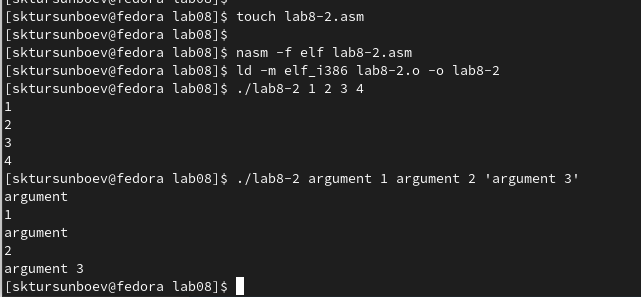 [sktursunboev@fedora lab08]$ touch lab8-2.asm
[sktursunboev@fedora lab08]$
[sktursunboev@fedora lab08]$ nasm -f elf lab8-2.asm
[sktursunboev@fedora lab08]$ ld -m elf_i386 lab8-2.o -o lab8-2
[sktursunboev@fedora lab08]$ ./lab8-2 1 2 3 4
1
2
3
4
[sktursunboev@fedora lab08]$ ./lab8-2 argument 1 argument 2 'argument 3'
argument
1
argument
2
argument 3
[sktursunboev@fedora lab08]$